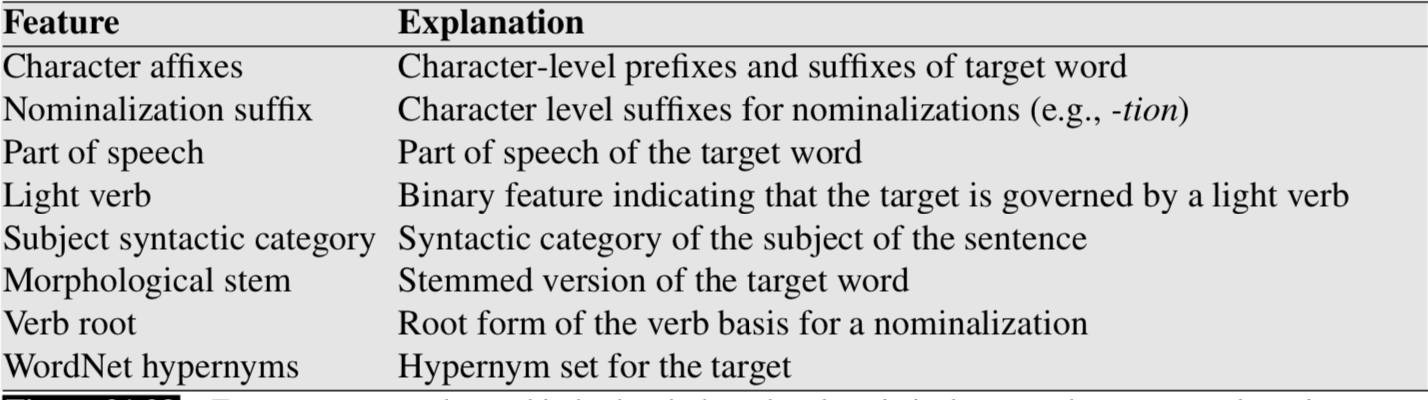 Feature Explanation
Character affixes Character-level prefixes and suffixes of target word
Nominalization suffix Character level suffixes for nominalizations (e.g., -tion)
Part of speech Part of speech of the target word
Light verb Binary feature indicating that the target is governed by a light verb
Subject syntactic category Syntactic category of the subject of the sentence
Morphological stem Stemmed version of the target word
Verb root Root form of the verb basis for a nominalization
WordNet hypernyms Hypernym set for the target